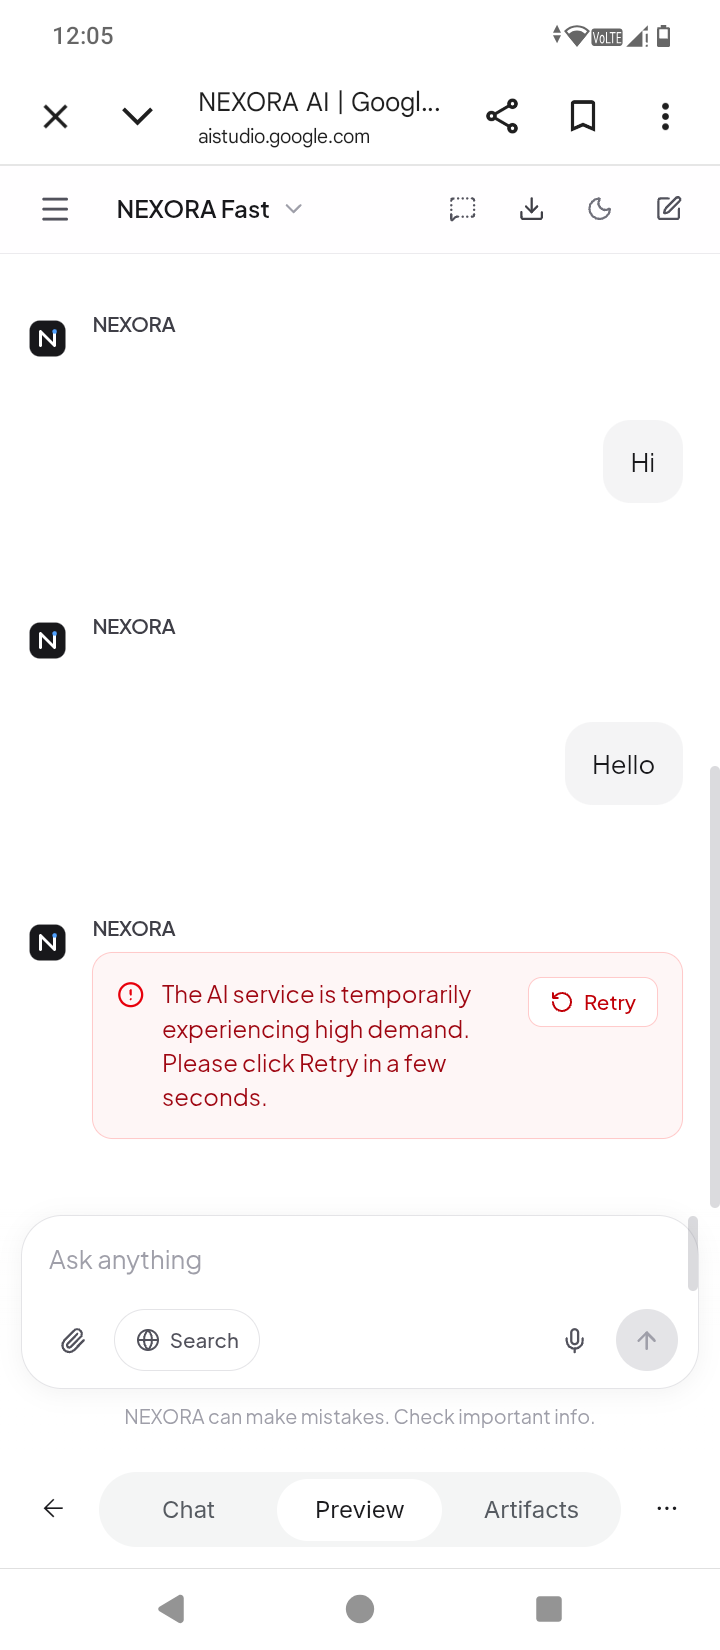 12:05
VoLTE
NEXORA AI | Googl...
aistudio.google.com
NEXORA Fast
N
NEXORA
Hi
N
NEXORA
Hello
N
NEXORA
The AI service is temporarily
experiencing high demand.
Please click Retry in a few
seconds.
Retry
Ask anything
Search
NEXORA can make mistakes. Check important info.
Chat
Preview
Artifacts